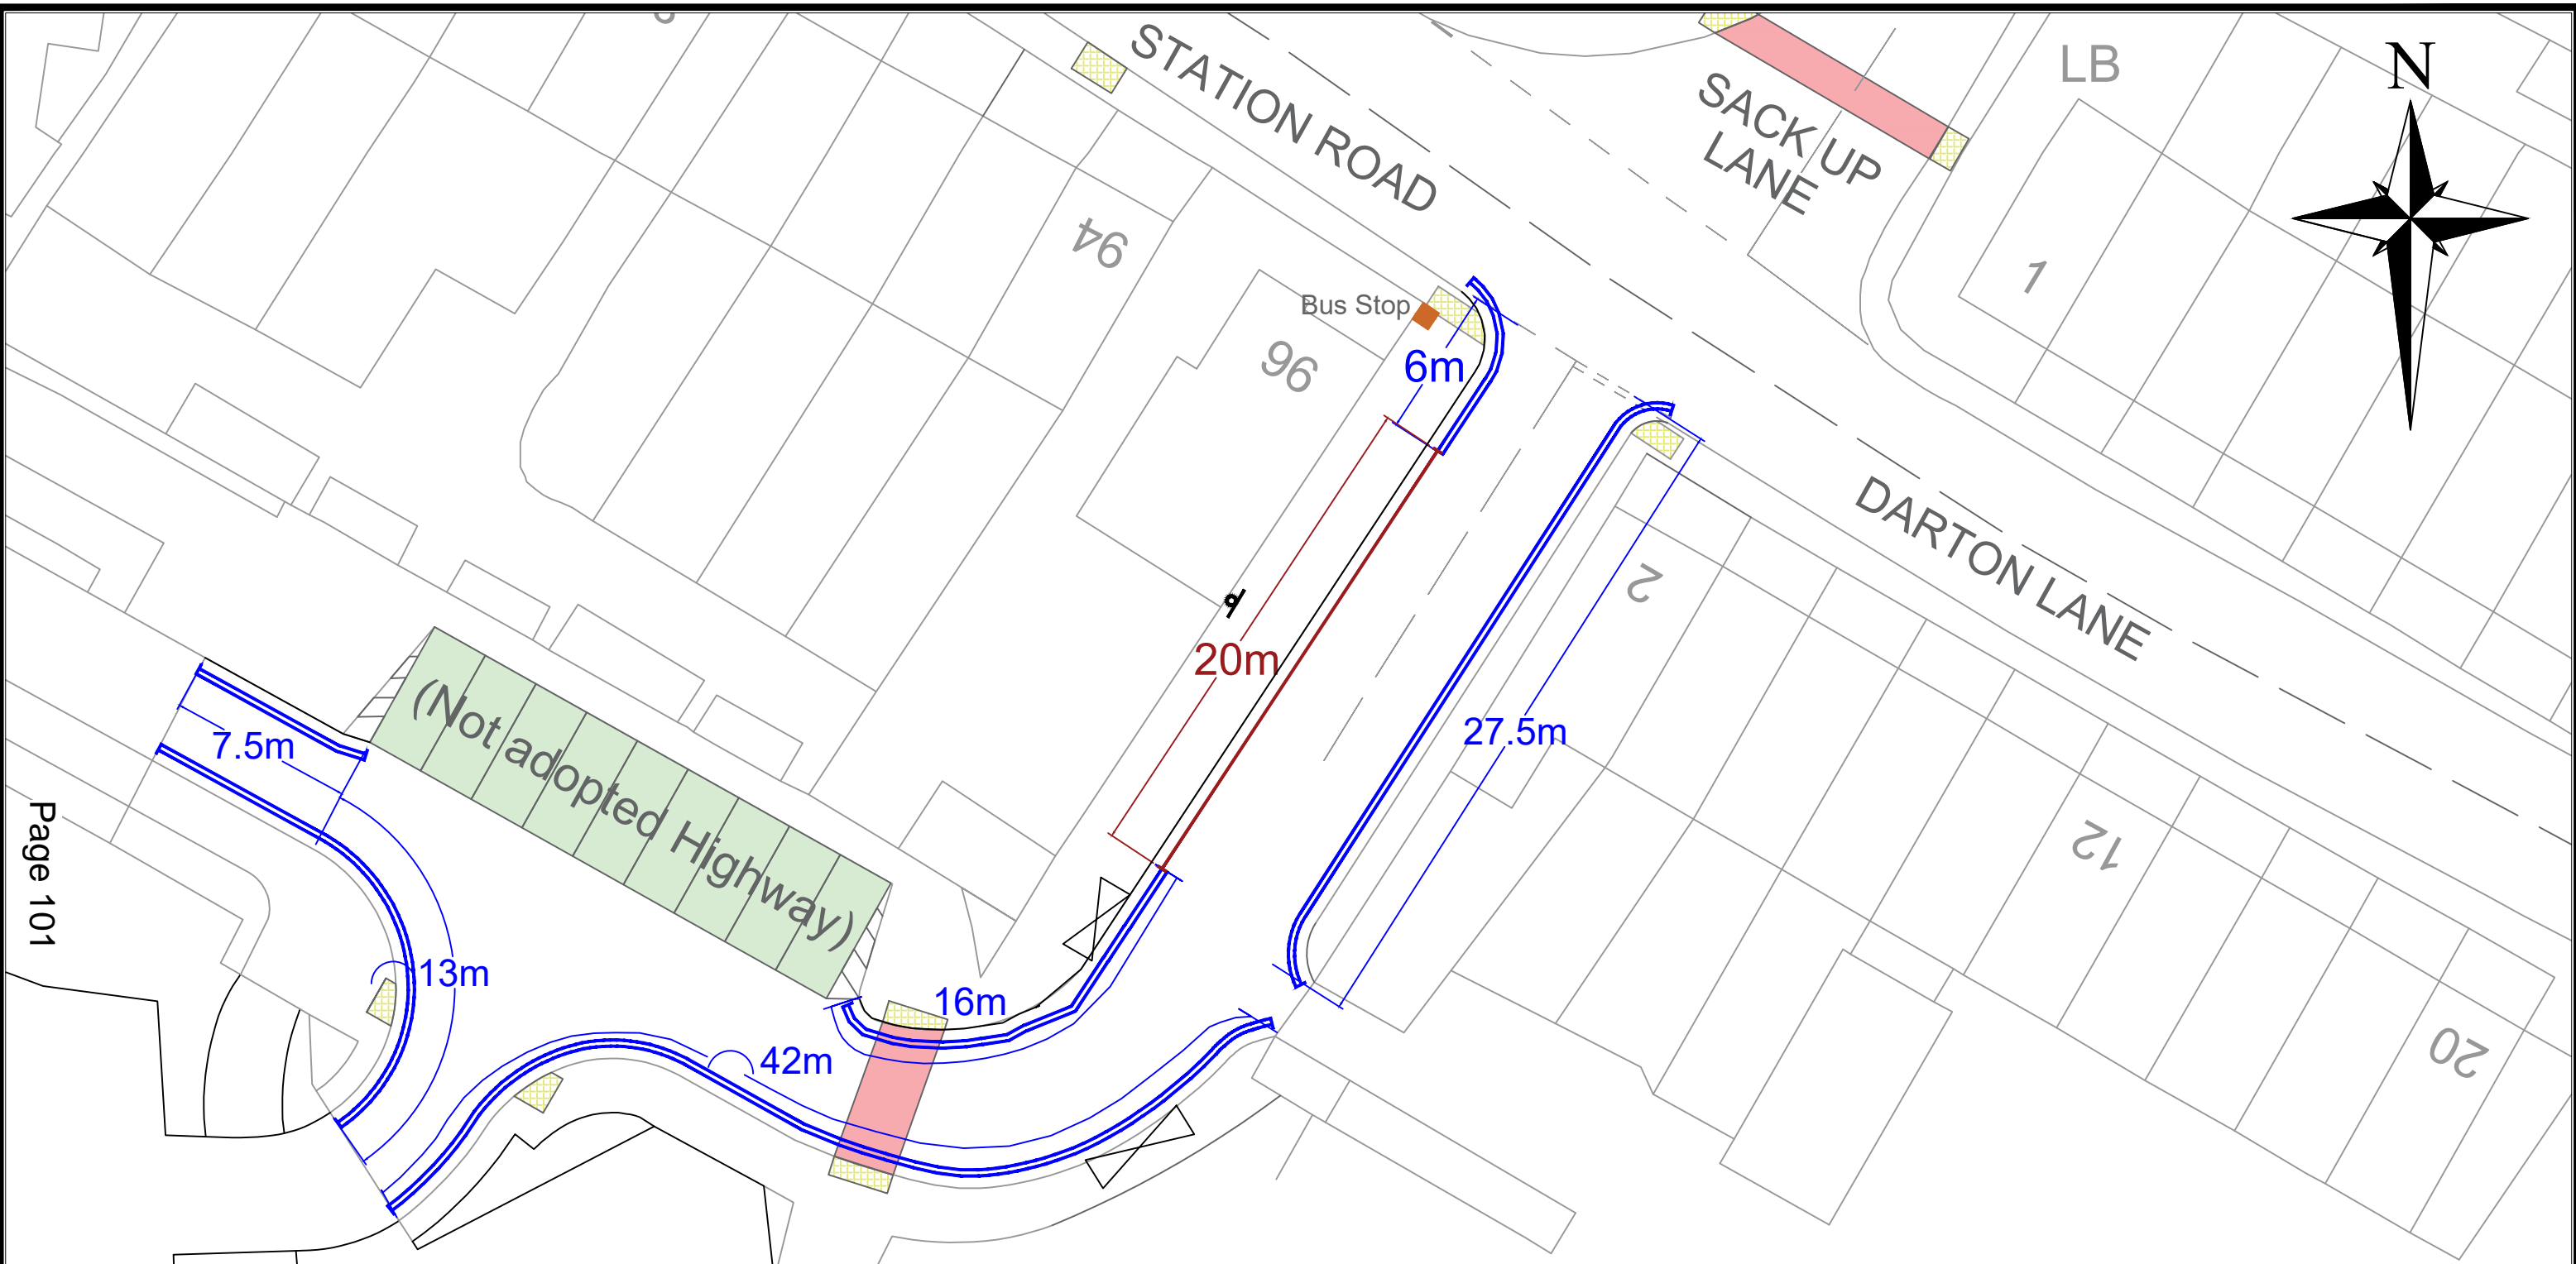 STATION ROAD
SACK UP
LANE
LB
N
94
Bus Stop
96
6m
1
DARTON LANE
2
20m
27.5m
(Not adopted Highway)
7.5m
12
Page 101
13m
16m
42m
20